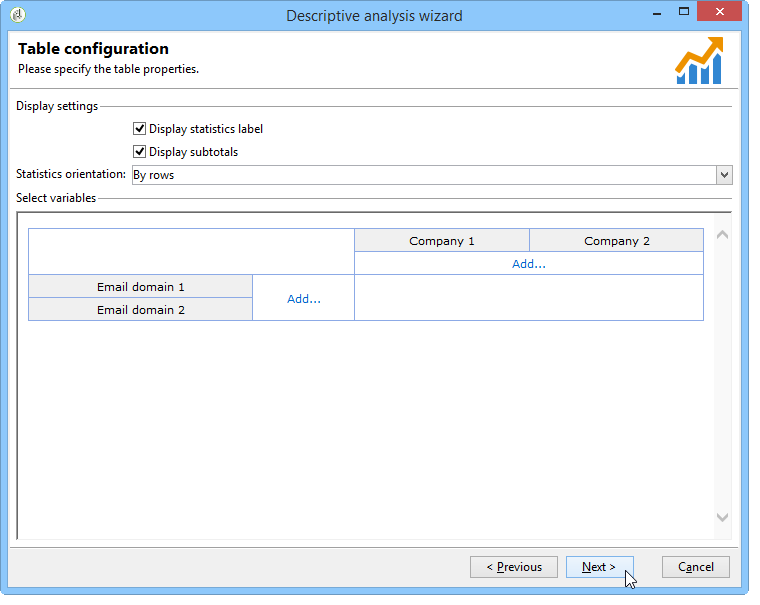 Descriptive analysis wizard
Table configuration
Please specify the table properties.
Display settings
Display statistics label
Display subtotals
Statistics orientation: By rows
Select variables
Company 1 Company 2
Add...
Email domain 1
Add...
Email domain 2
< Previous Next > Cancel